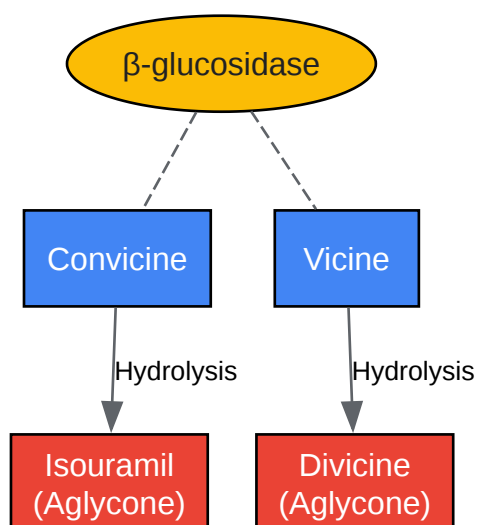 β-glucosidase
Convicine
Vicine
Hydrolysis
Hydrolysis
Isouramil
(Aglycone)
Divicine
(Aglycone)